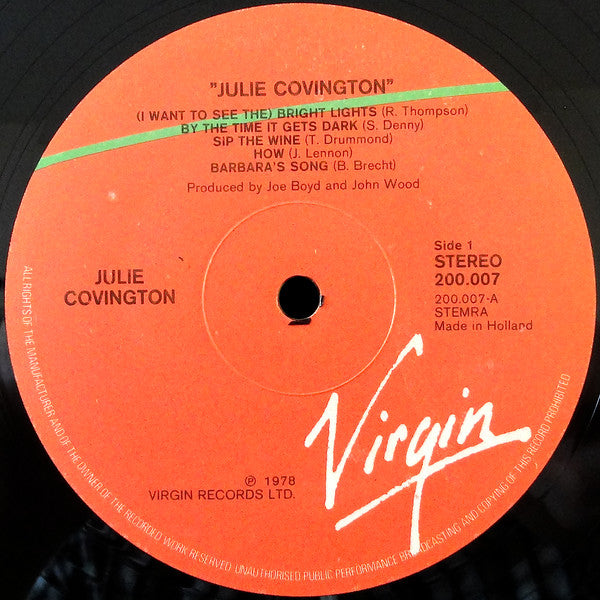 "JULIE COVINGTON"
(I WANT TO SEE THE) BRIGHT LIGHTS (R. Thompson)
BY THE TIME IT GETS DARK (S. Denny)
SIP THE WINE (T. Drummond)
HOW (J. Lennon)
BARBARA'S SONG (B. Brecht)
Produced by Joe Boyd and John Wood
JULIE
COVINGTON
Side 1
STEREO
200.007
200.007-A
STEMRA
Made in Holland
Virgin
℗ 1978
VIRGIN RECORDS LTD.
ALL RIGHTS OF THE MANUFACTURER AND OF THE OWNER OF THE RECORDED WORK RESERVED. UNAUTHORISED PUBLIC PERFORMANCE BROADCASTING AND COPYING OF THIS RECORD PROHIBITED